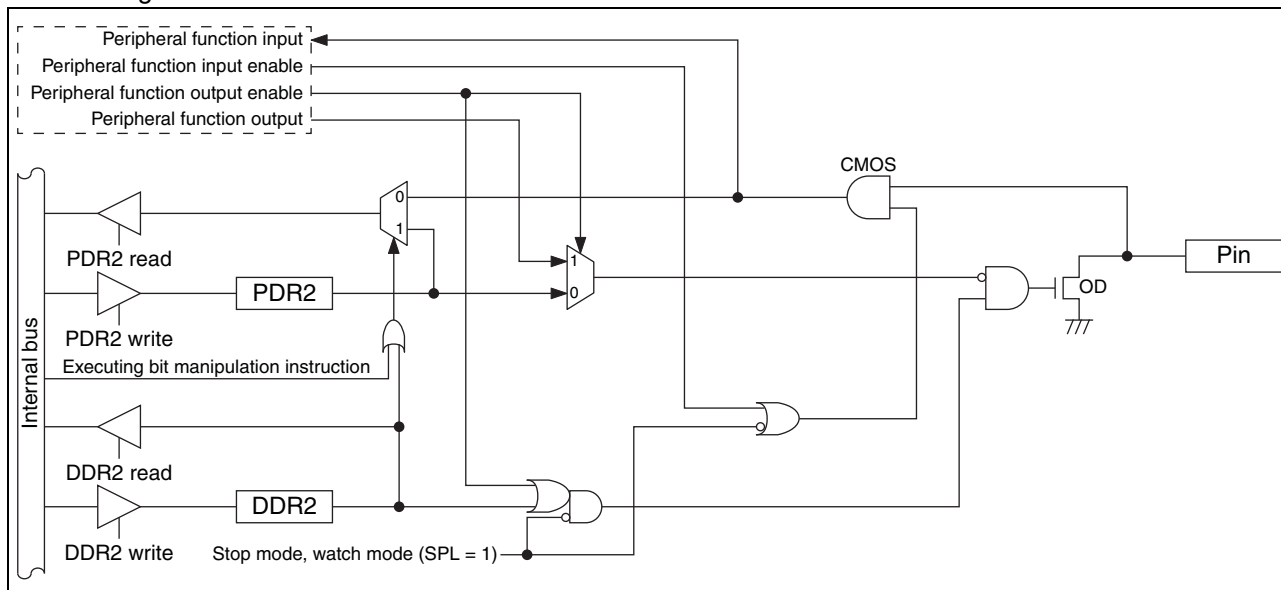 Peripheral function input
Peripheral function input enable
Peripheral function output enable
Peripheral function output
CMOS
0
1
PDR2 read
1
0
Pin
OD
PDR2
PDR2 write
Internal bus
Executing bit manipulation instruction
DDR2 read
DDR2
DDR2 write
Stop mode, watch mode (SPL = 1)